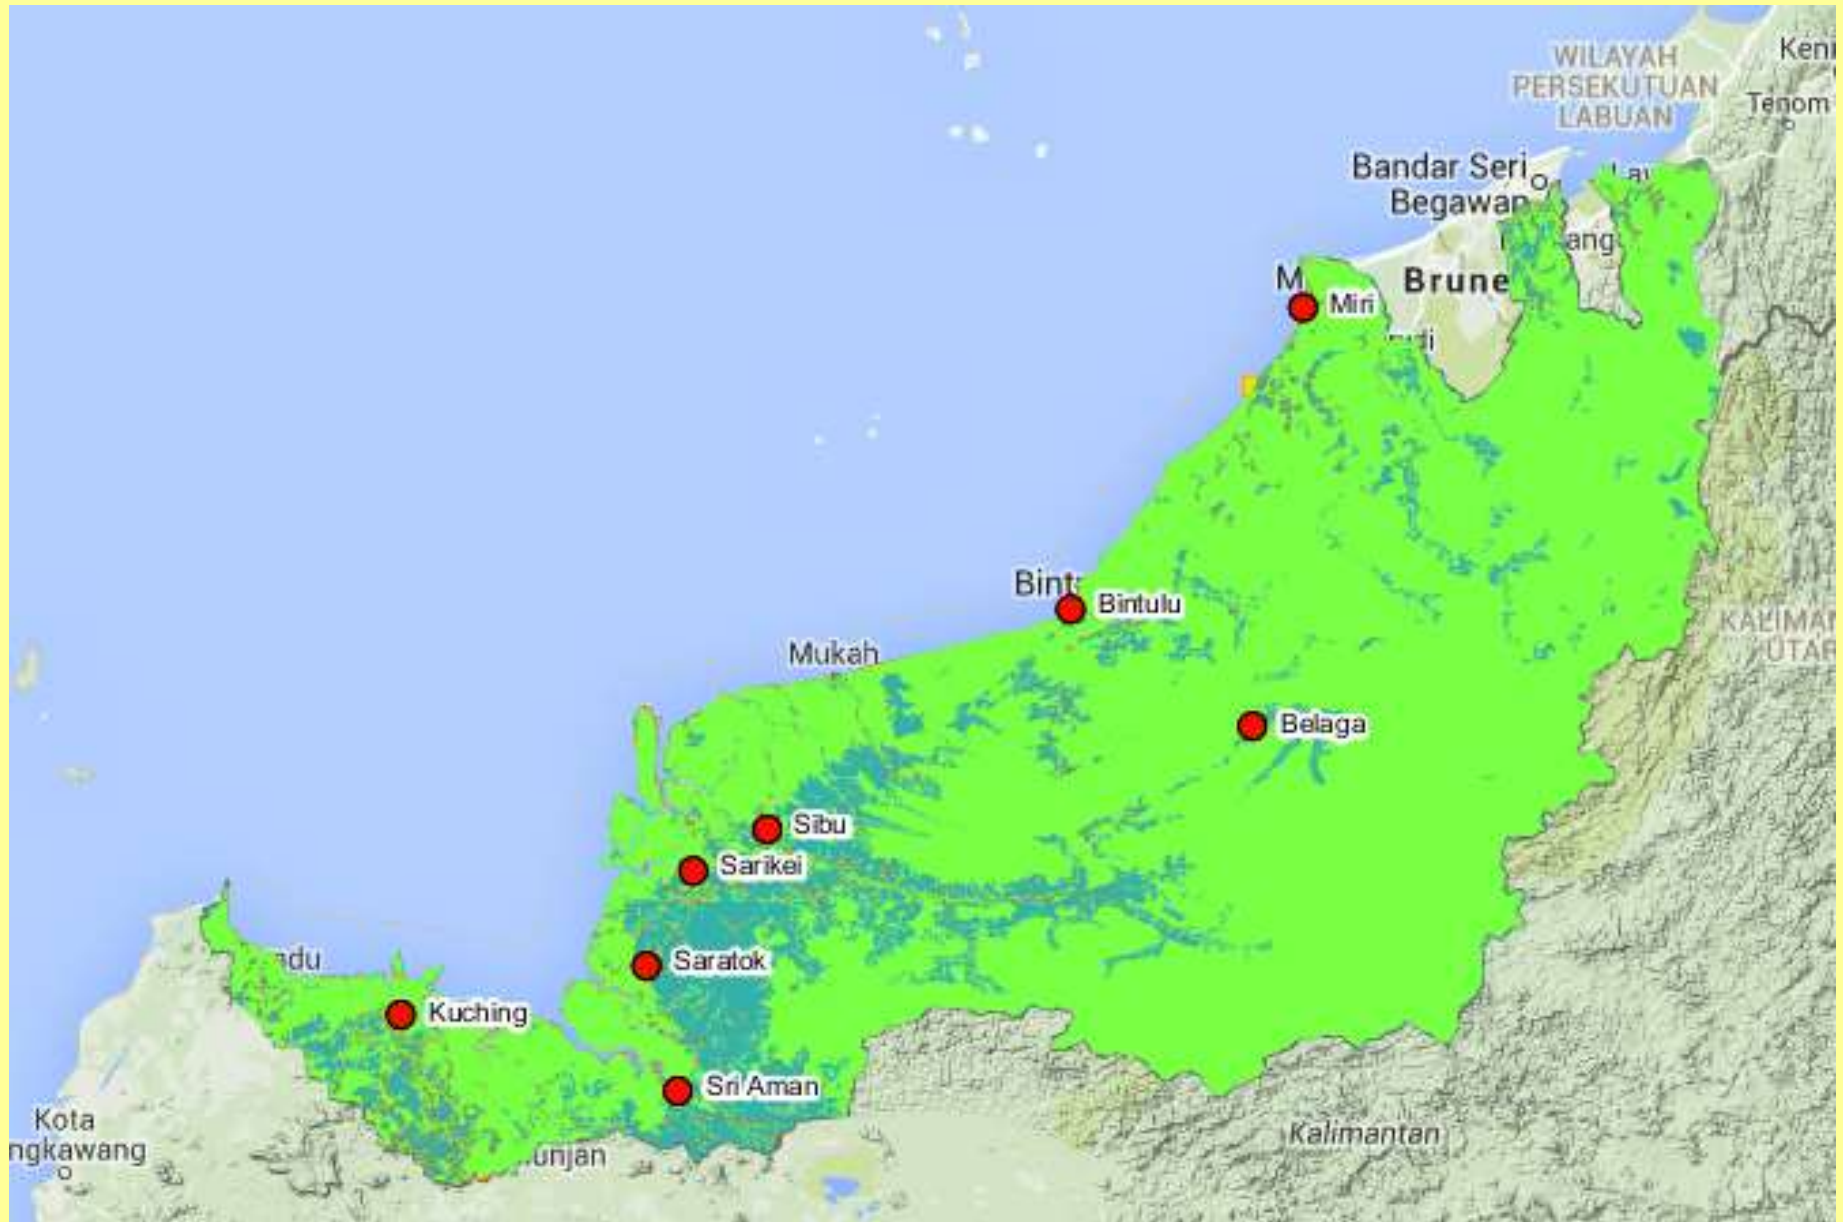 WILAYAH
PERSEKUTUAN
LABUAN
Tenom
Bandar Seri
Begawan
Brune
Miri
Bintulu
Mukah
Belaga
Sibu
Sarikei
Saratok
Kuching
Sri Aman
Kota
ngkawang
Kalimantan